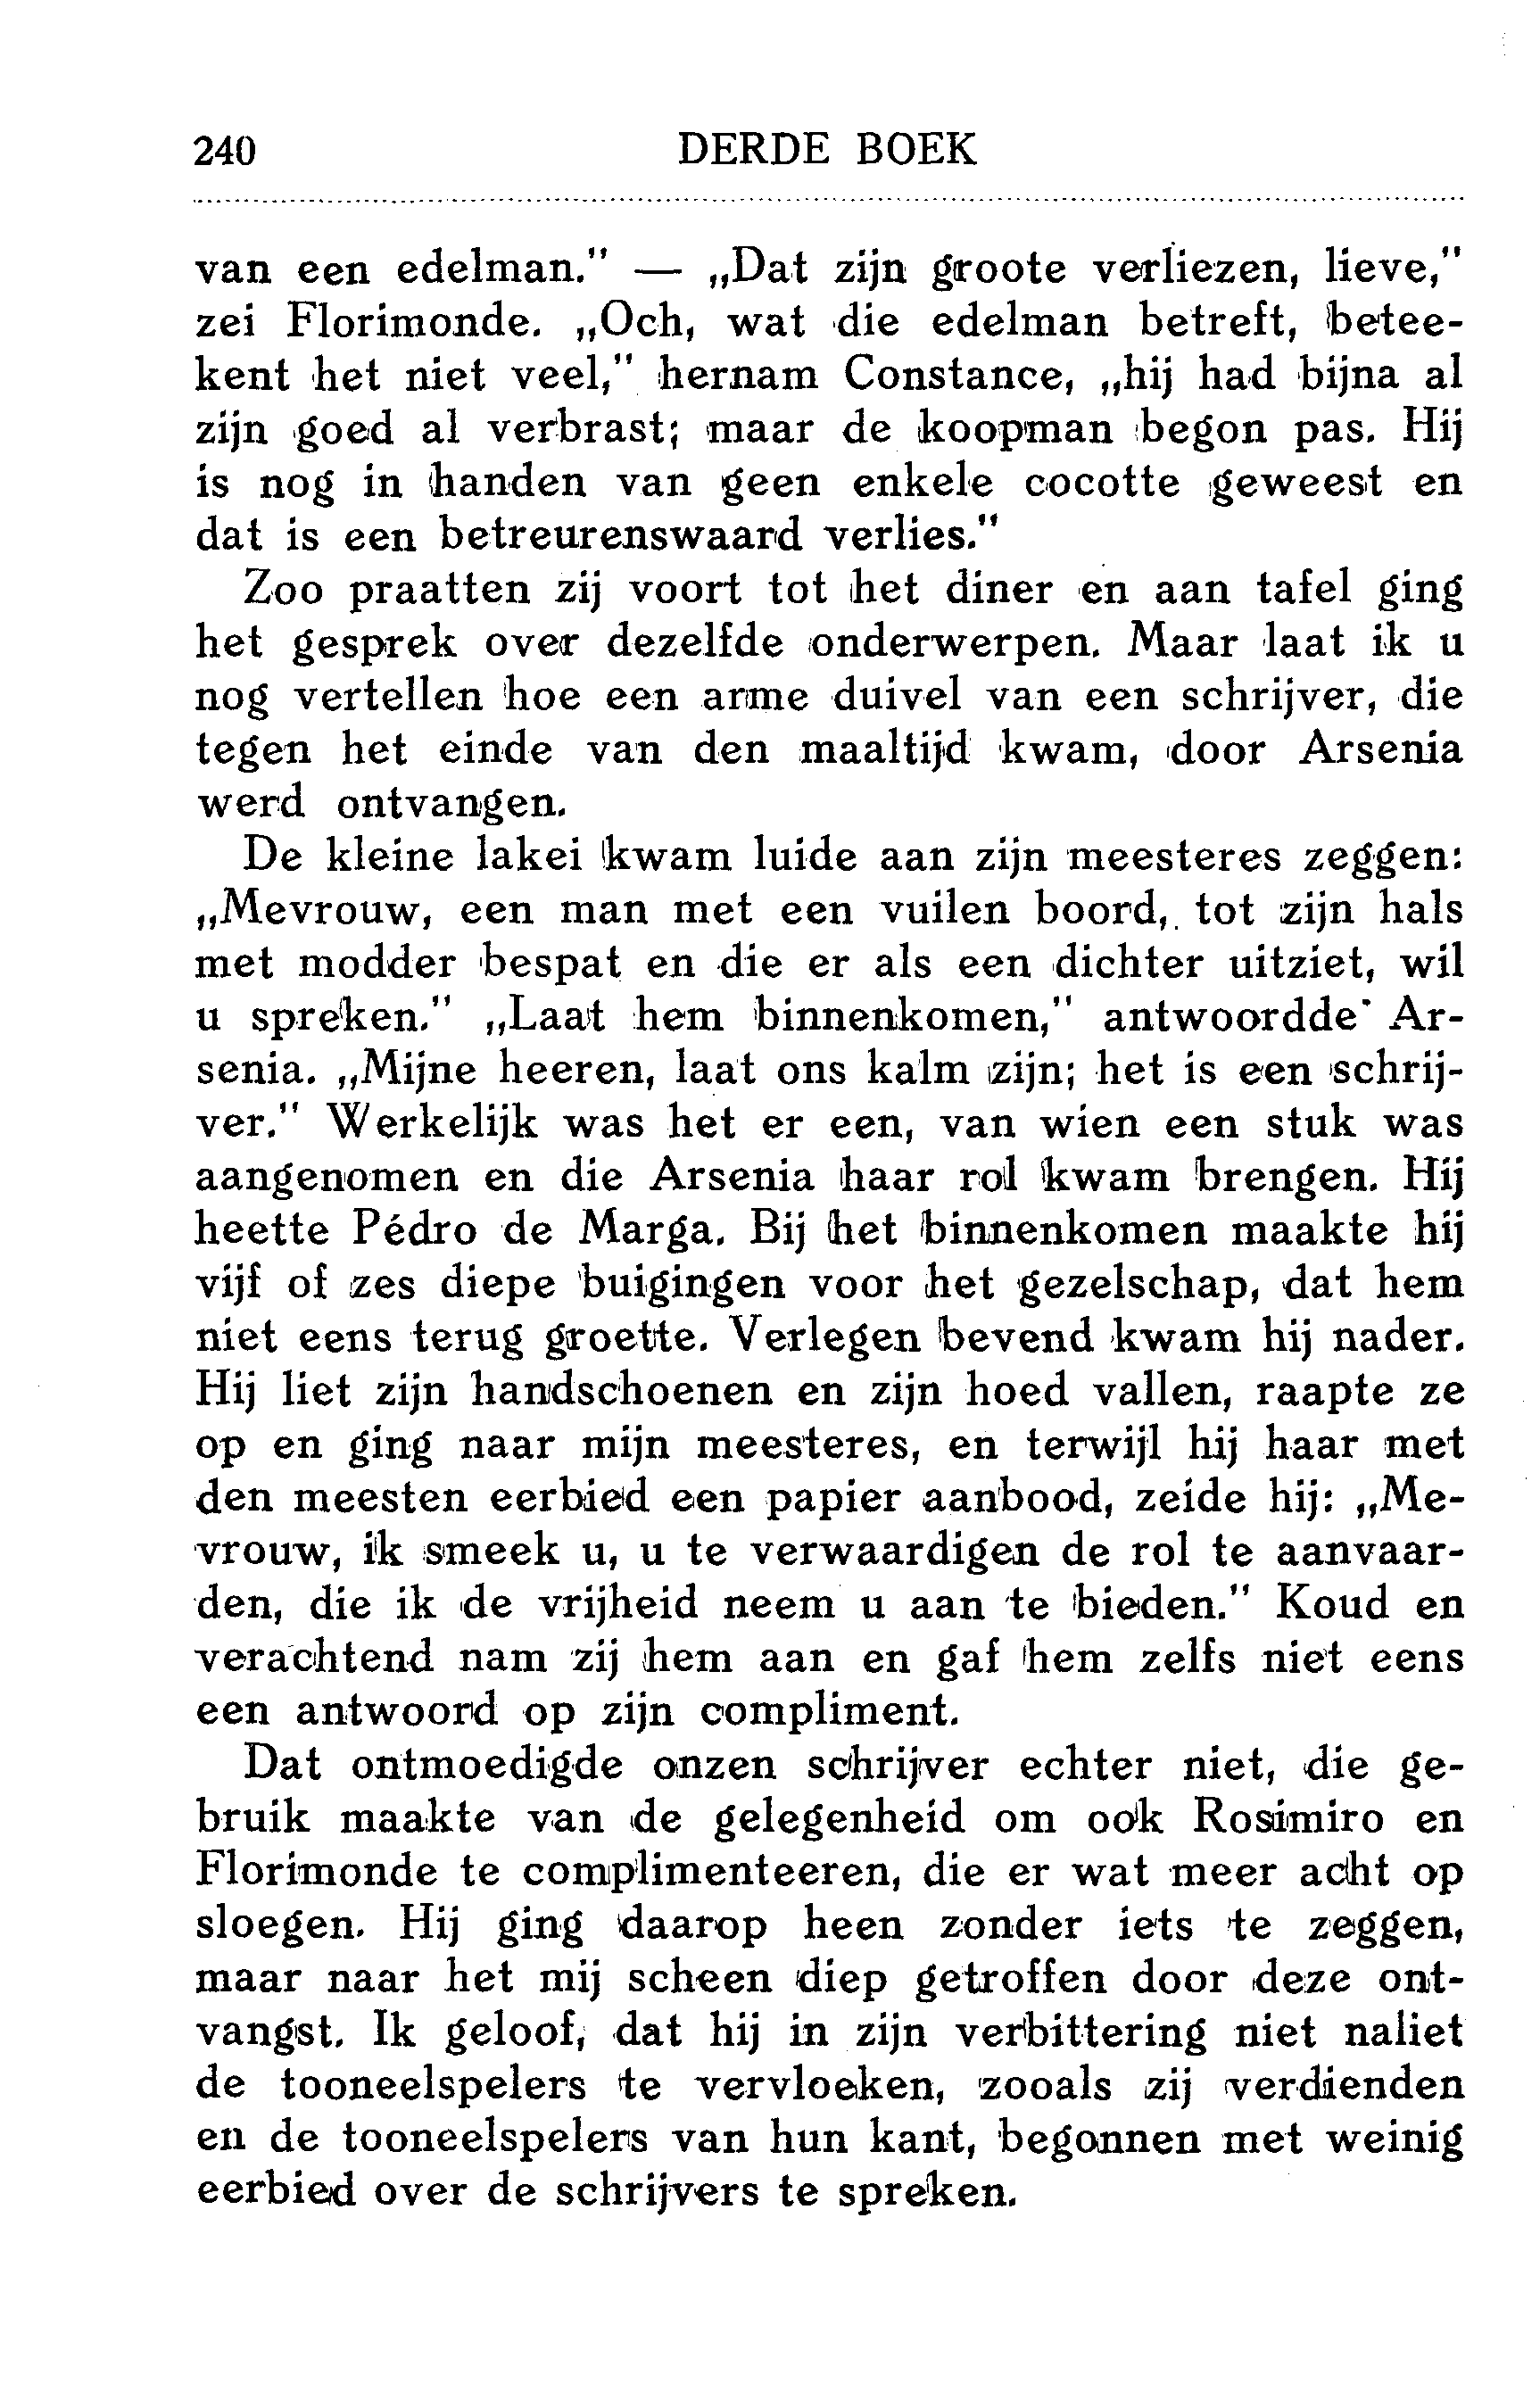 240 DERDE BOEK
van een edelman." — „Dat zijn groote verliezen, lieve,"
zei Florimonde. „Och, wat die edelman betreft, betee-
kent het niet veel," hernam Constance, „hij had bijna al
zijn goed al verbrast; maar de koopman begon pas. Hij
is nog in handen van geen enkele cocotte geweest en
dat is een betreurenswaard verlies."
Zoo praatten zij voort tot het diner en aan tafel ging
het gesprek over dezelfde onderwerpen. Maar laat ik u
nog vertellen hoe een arme duivel van een schrijver, die
tegen het einde van den maaltijd kwam, door Arsenia
werd ontvangen.
De kleine lakei kwam luide aan zijn meesteres zeggen:
„Mevrouw, een man met een vuilen boord, tot zijn hals
met modder bespat en die er als een dichter uitziet, wil
u spreken." „Laat hem binnenkomen," antwoordde Ar-
senia. „Mijne heeren, laat ons kalm zijn; het is een schrij-
ver." Werkelijk was het er een, van wien een stuk was
aangenomen en die Arsenia haar rol kwam brengen. Hij
heette Pédro de Marga. Bij het binnenkomen maakte hij
vijf of zes diepe buigingen voor het gezelschap, dat hem
niet eens terug groette. Verlegen bevend kwam hij nader.
Hij liet zijn handschoenen en zijn hoed vallen, raapte ze
op en ging naar mijn meesteres, en terwijl hij haar met
den meesten eerbied een papier aanbood, zeide hij: „Me-
vrouw, ik smeek u, u te verwaardigen de rol te aanvaar-
den, die ik de vrijheid neem u aan te bieden." Koud en
verachtend nam zij hem aan en gaf hem zelfs niet eens
een antwoord op zijn compliment.
Dat ontmoedigde onzen schrijver echter niet, die ge-
bruik maakte van de gelegenheid om ook Rosimiro en
Florimonde te complimenteeren, die er wat meer acht op
sloegen. Hij ging daarop heen zonder iets te zeggen,
maar naar het mij scheen diep getroffen door deze ont-
vangst. Ik geloof, dat hij in zijn verbittering niet naliet
de tooneelspelers te vervloeken, zooals zij verdienden
en de tooneelspelers van hun kant, begonnen met weinig
eerbied over de schrijvers te spreken.